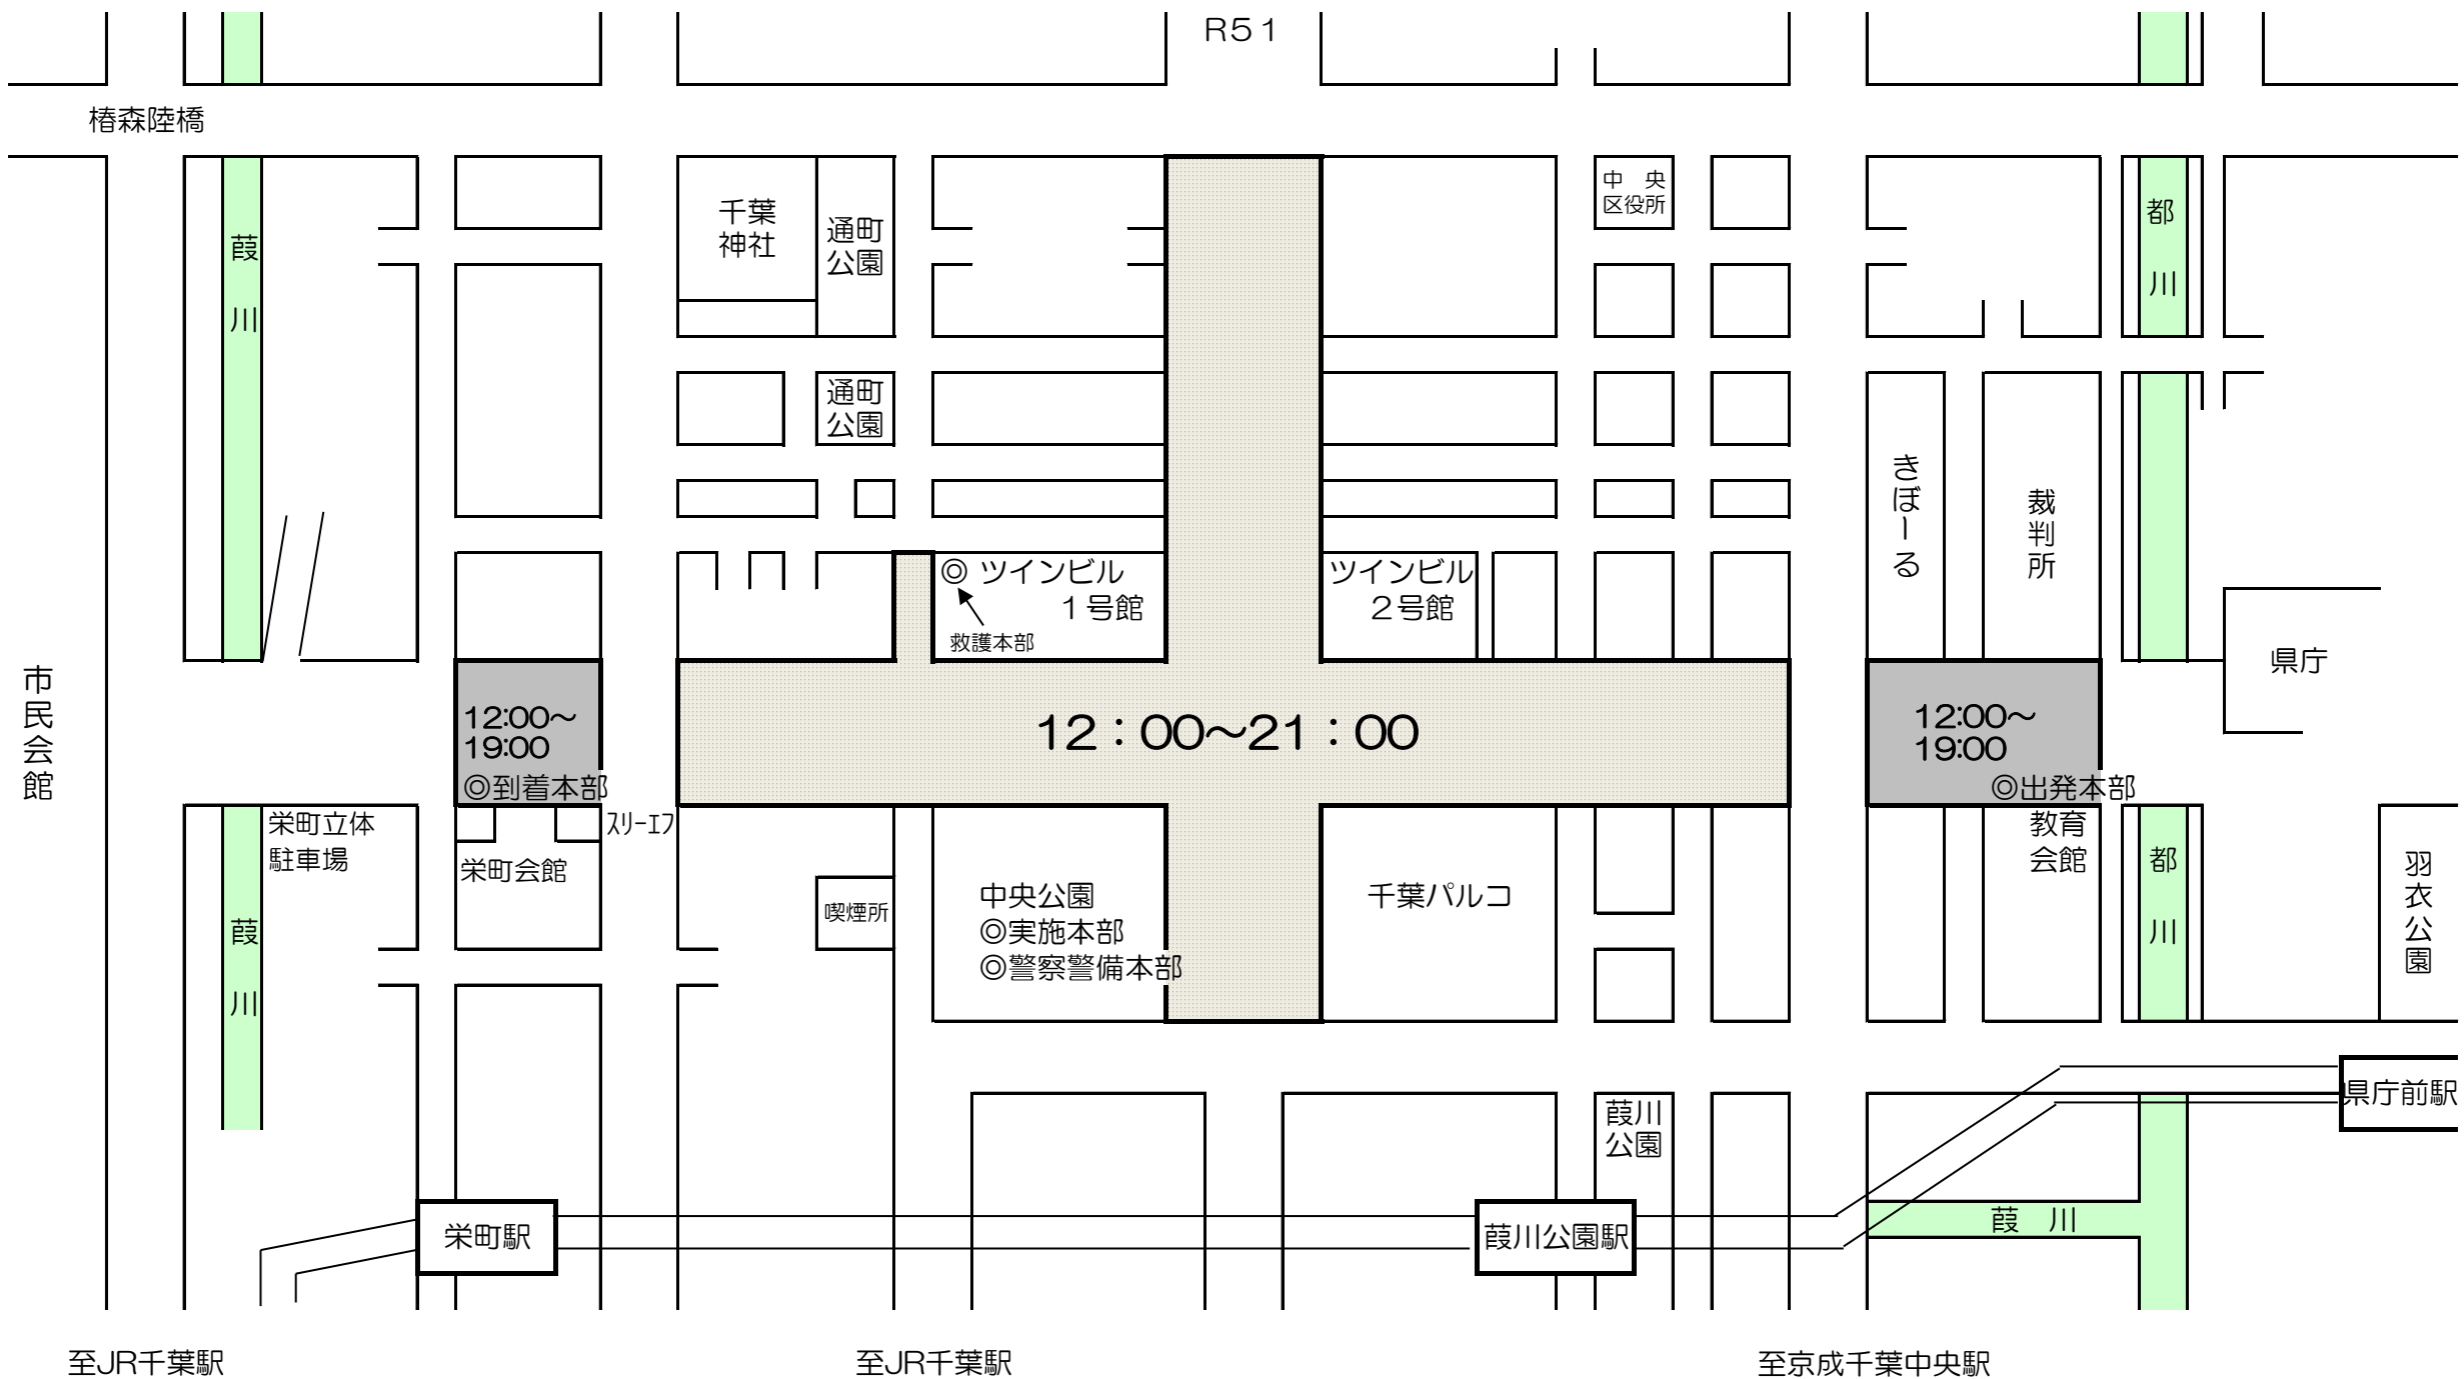 R51
椿森陸橋
千葉
神社
通町
公園
中　央
区役所
葭
川
都
川
通町
公園
きぼーる
裁判所
◎ ツインビル
１号館
救護本部
ツインビル
２号館
市民会館
県庁
12:00～
19:00
◎到着本部
12：00～21：00
12:00～
19:00
◎出発本部
栄町立体
駐車場
ｽﾘｰｴﾌ
栄町会館
喫煙所
中央公園
◎実施本部
◎警察警備本部
千葉パルコ
教育
会館
都
川
羽衣公園
葭
川
県庁前駅
葭川
公園
栄町駅
葭川公園駅
葭　川
至JR千葉駅
至JR千葉駅
至京成千葉中央駅